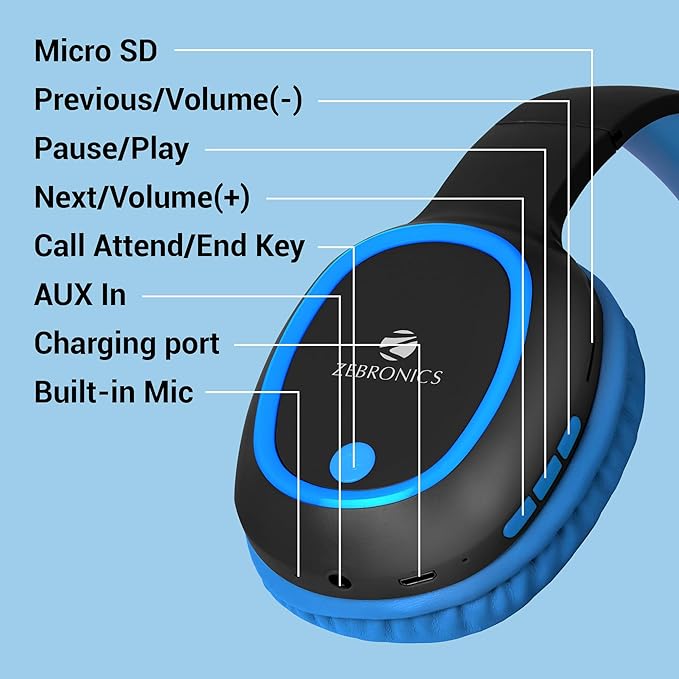 Micro SD
Previous/Volume(-)
Pause/Play
Next/Volume(+)
Call Attend/End Key
AUX In
Charging port
Built-in Mic
ZEBRONICS